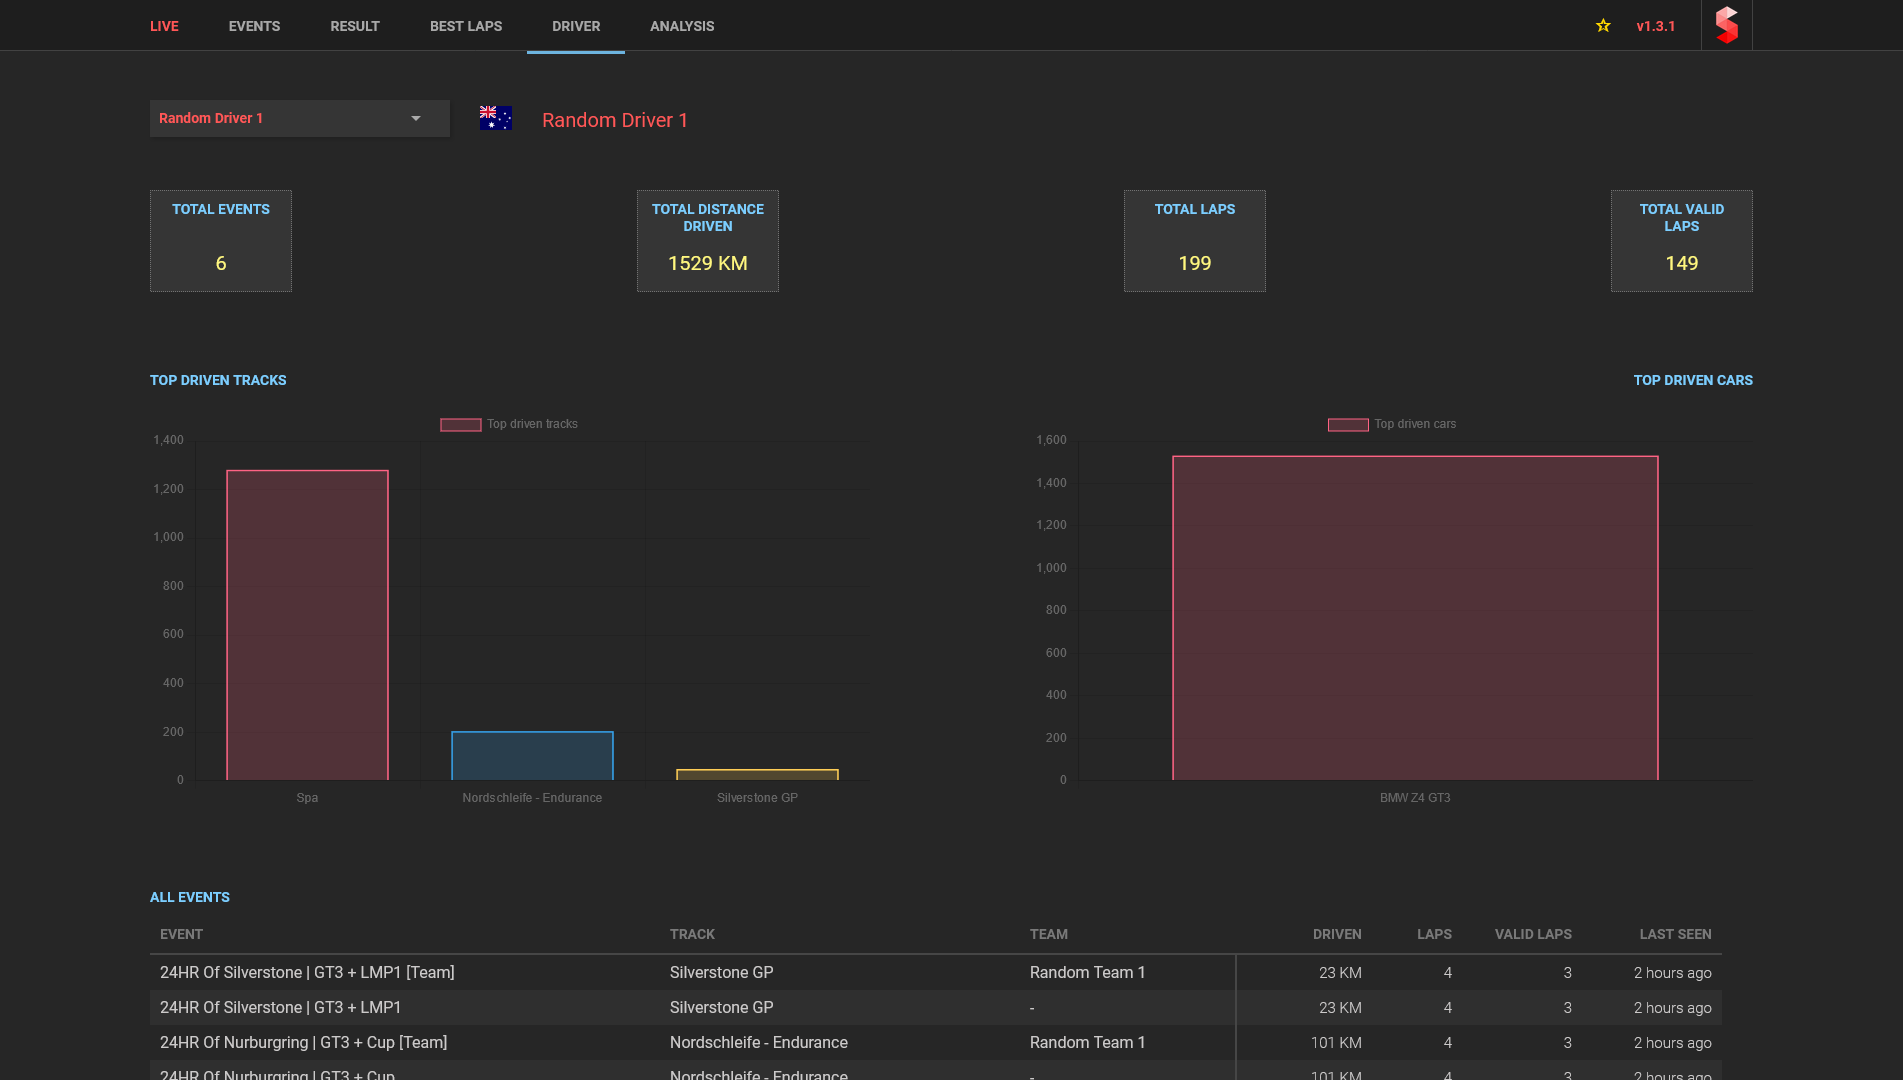 LIVE EVENTS RESULT BEST LAPS DRIVER ANALYSIS v1.3.1
Random Driver 1 Random Driver 1
TOTAL EVENTS
6
TOTAL DISTANCE
DRIVEN
1529 KM
TOTAL LAPS
199
TOTAL VALID
LAPS
149
TOP DRIVEN TRACKS
Top driven tracks
1,400
1,200
1,000
800
600
400
200
0
Spa Nordschleife - Endurance Silverstone GP
TOP DRIVEN CARS
Top driven cars
1,600
1,400
1,200
1,000
800
600
400
200
0
BMW Z4 GT3
ALL EVENTS
EVENT TRACK TEAM DRIVEN LAPS VALID LAPS LAST SEEN
24HR Of Silverstone | GT3 + LMP1 [Team] Silverstone GP Random Team 1 23 KM 4 3 2 hours ago
24HR Of Silverstone | GT3 + LMP1 Silverstone GP - 23 KM 4 3 2 hours ago
24HR Of Nurburgring | GT3 + Cup [Team] Nordschleife - Endurance Random Team 1 101 KM 4 3 2 hours ago
24HR Of Nurburgring | GT3 + Cup Nordschleife - Endurance - 101 KM 4 3 2 hours ago